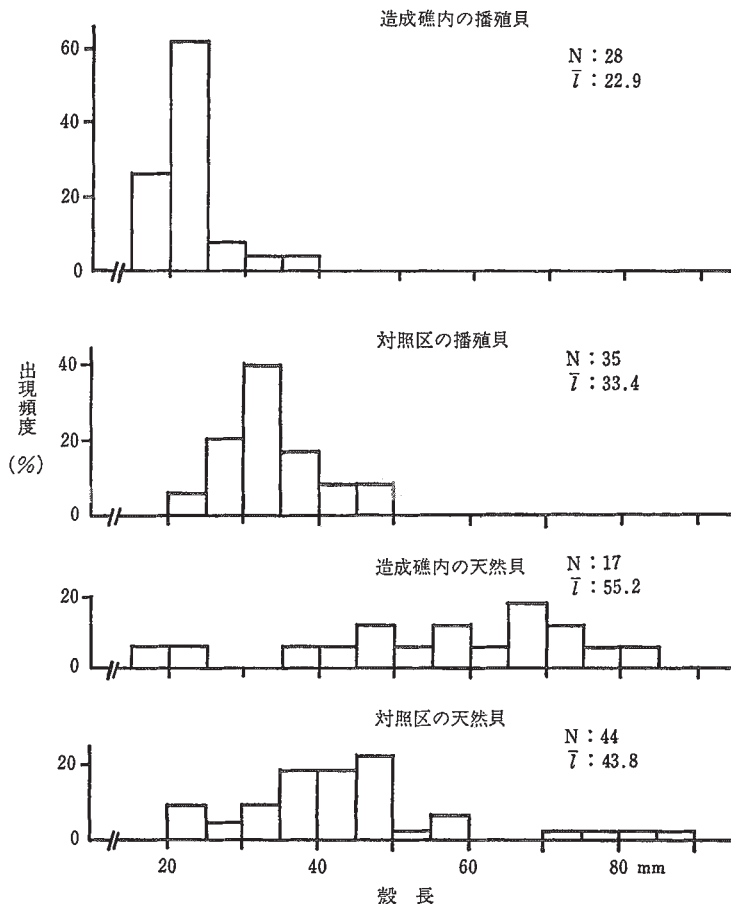 造成礁内の播殖貝
N：28
l̄：22.9
60
40
20
0
対照区の播殖貝
N：35
l̄：33.4
40
20
0
出現頻度
(%)
造成礁内の天然貝
N：17
l̄：55.2
20
0
対照区の天然貝
N：44
l̄：43.8
20
0
20 40 60 80 mm
殻 長